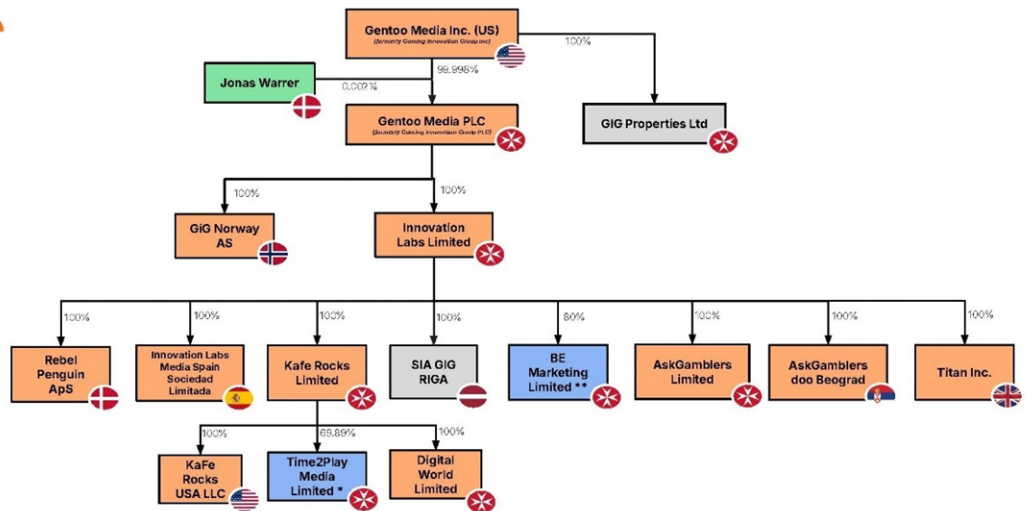 Gentoo Media Inc. (US)
(formerly Gaming Innovation Group Inc)
100%
99.998%
Jonas Warrer
0.002%
Gentoo Media PLC
(formerly Gaming Innovation Group PLC)
GIG Properties Ltd
100%
100%
GiG Norway
AS
Innovation
Labs Limited
100%
100%
100%
100%
80%
100%
100%
100%
Rebel
Penguin
ApS
Innovation Labs
Media Spain
Sociedad
Limitada
Kafe Rocks
Limited
SIA GIG
RIGA
BE
Marketing
Limited **
AskGamblers
Limited
AskGamblers
doo Beograd
Titan Inc.
100%
69.89%
100%
KaFe
Rocks
USA LLC
Time2Play
Media
Limited *
Digital
World
Limited